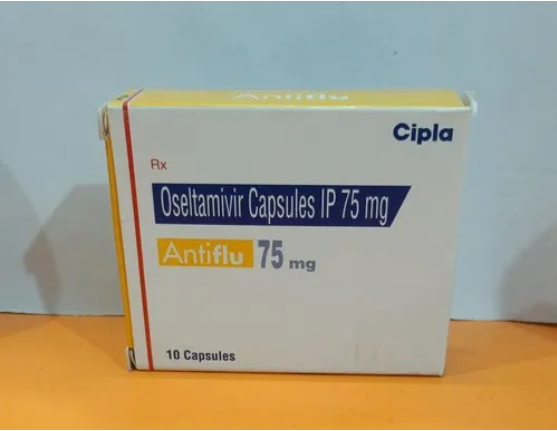 Antiflu
Cipla
Rx
Oseltamivir Capsules IP 75 mg
Antiflu 75 mg
10 Capsules